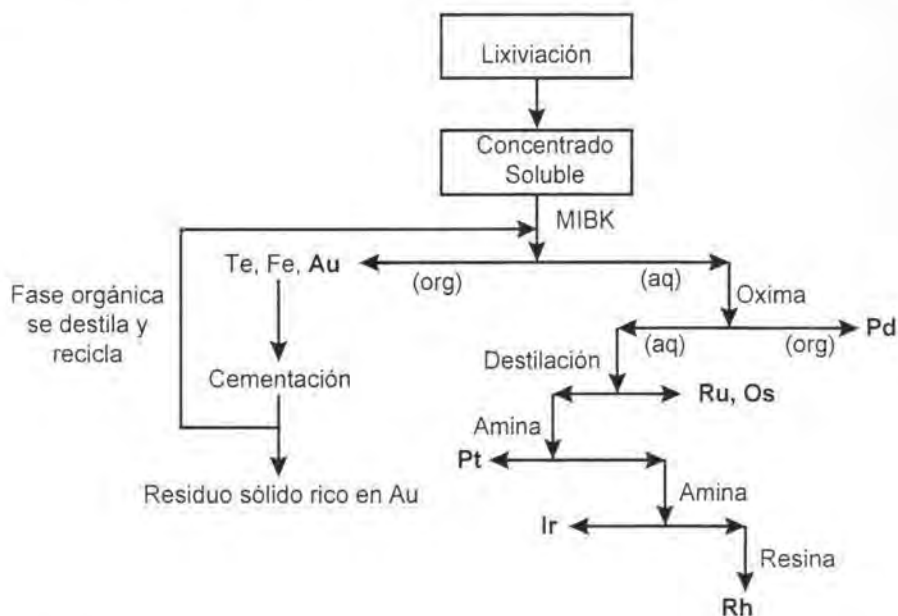 Lixiviación
Concentrado
Soluble
MIBK
Te, Fe, Au
(org)
(aq)
Fase orgánica
se destila y
recicla
Oxima
(aq)
(org)
Pd
Destilación
Cementación
Ru, Os
Amina
Pt
Residuo sólido rico en Au
Amina
Ir
Resina
Rh